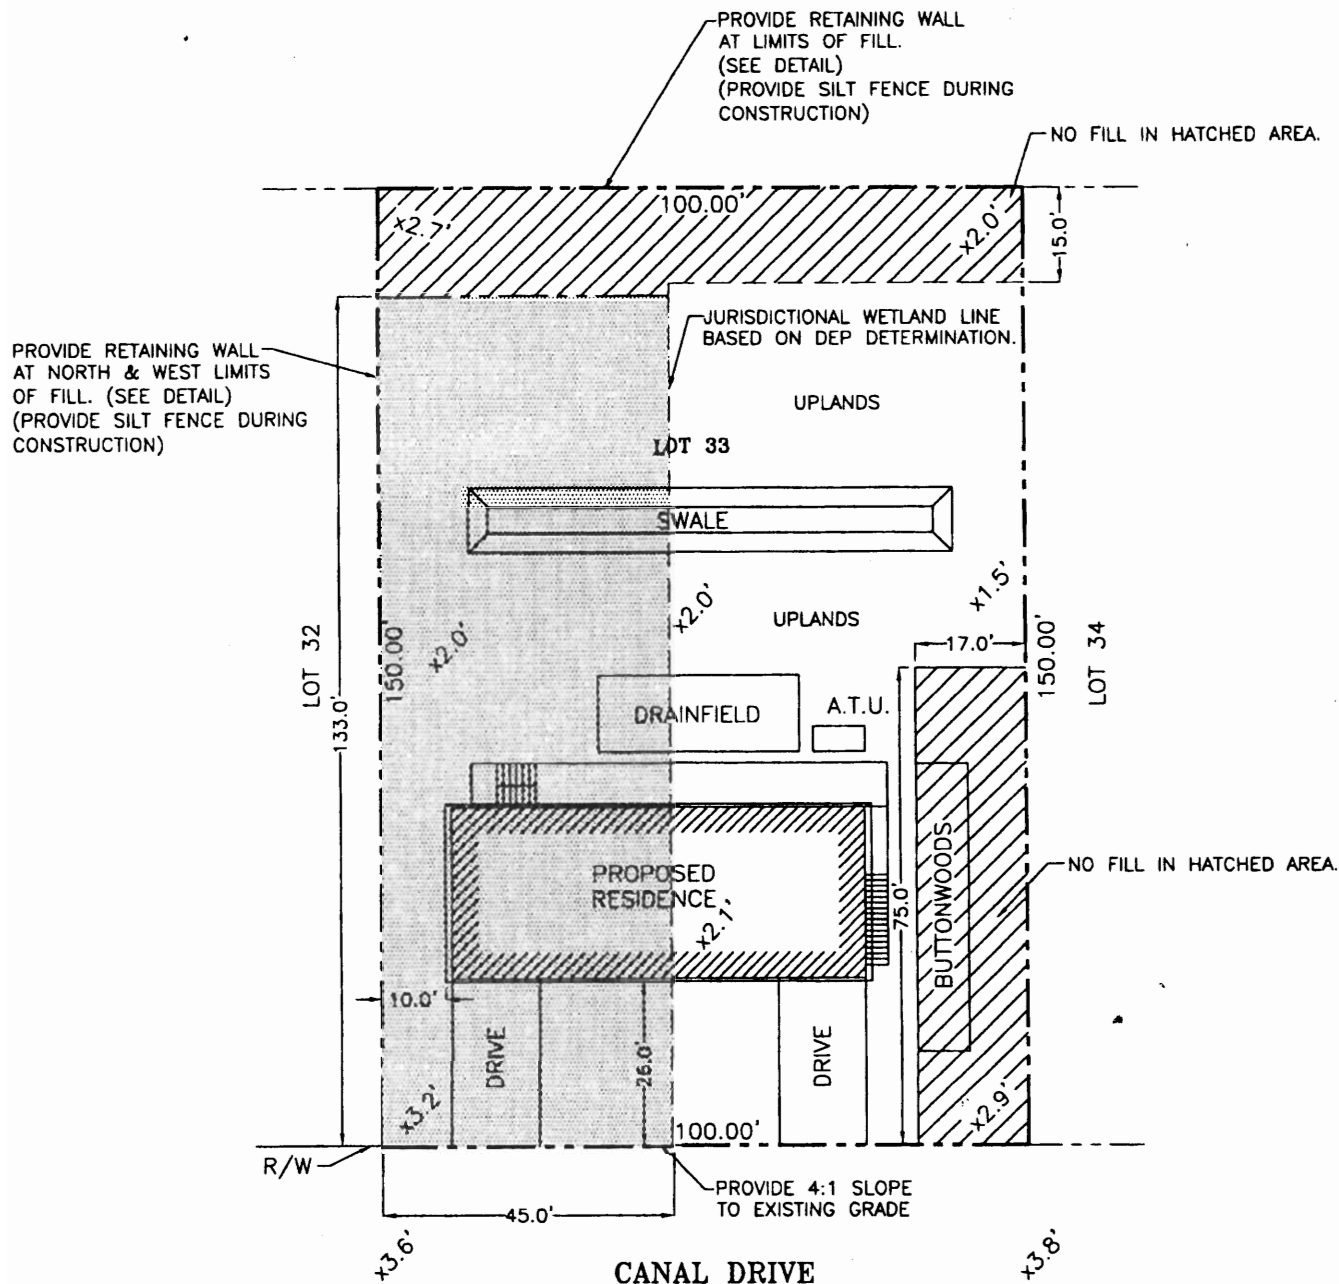 PROVIDE RETAINING WALL
AT LIMITS OF FILL.
(SEE DETAIL)
(PROVIDE SILT FENCE DURING
CONSTRUCTION)
NO FILL IN HATCHED AREA.
100.00'
x2.7'
x2.0'
15.0'
JURISDICTIONAL WETLAND LINE
BASED ON DEP DETERMINATION.
PROVIDE RETAINING WALL
AT NORTH & WEST LIMITS
OF FILL. (SEE DETAIL)
(PROVIDE SILT FENCE DURING
CONSTRUCTION)
UPLANDS
LOT 33
SWALE
x1.5'
x2.0'
UPLANDS
x2.0'
LOT 32
150.00'
133.0'
17.0'
150.00'
LOT 34
DRAINFIELD
A.T.U.
PROPOSED
RESIDENCE
x2.1'
75.0'
BUTTONWOODS
NO FILL IN HATCHED AREA.
10.0'
DRIVE
26.0'
DRIVE
x3.2'
x2.9'
100.00'
R/W
PROVIDE 4:1 SLOPE
TO EXISTING GRADE
45.0'
x3.6'
CANAL DRIVE
x3.8'